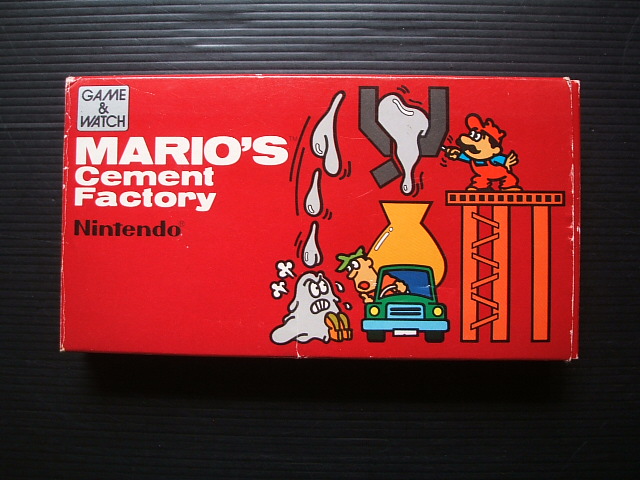 GAME
&
WATCH
MARIO'S
Cement
Factory
Nintendo